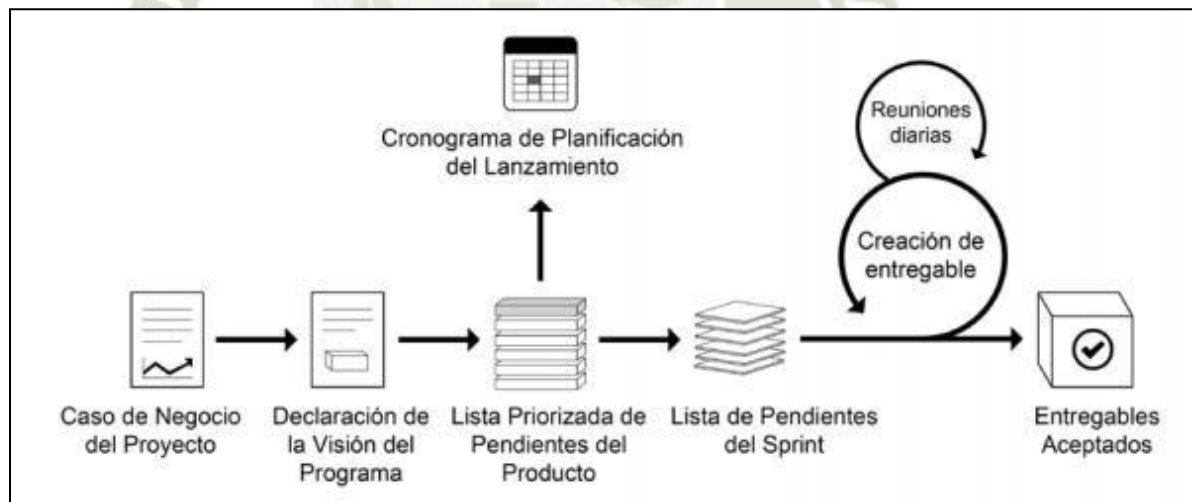 Cronograma de Planificación
del Lanzamiento
Reuniones
diarias
Creación de
entregable
Caso de Negocio
del Proyecto
Declaración de
la Visión del
Programa
Lista Priorizada de
Pendientes del
Producto
Lista de Pendientes
del Sprint
Entregables
Aceptados